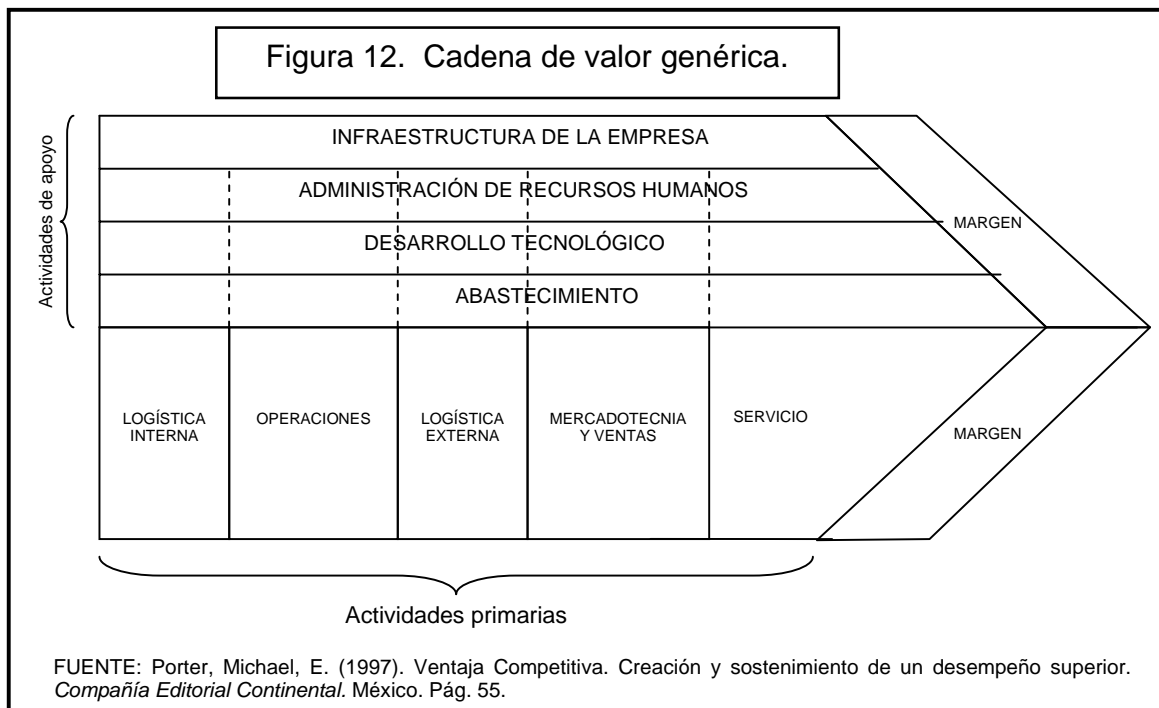 Figura 12. Cadena de valor genérica.
Actividades de apoyo
INFRAESTRUCTURA DE LA EMPRESA
ADMINISTRACIÓN DE RECURSOS HUMANOS
DESARROLLO TECNOLÓGICO
ABASTECIMIENTO
MARGEN
LOGÍSTICA
INTERNA
OPERACIONES
LOGÍSTICA
EXTERNA
MERCADOTECNIA
Y VENTAS
SERVICIO
MARGEN
Actividades primarias
FUENTE: Porter, Michael, E. (1997). Ventaja Competitiva. Creación y sostenimiento de un desempeño superior.
Compañía Editorial Continental. México. Pág. 55.